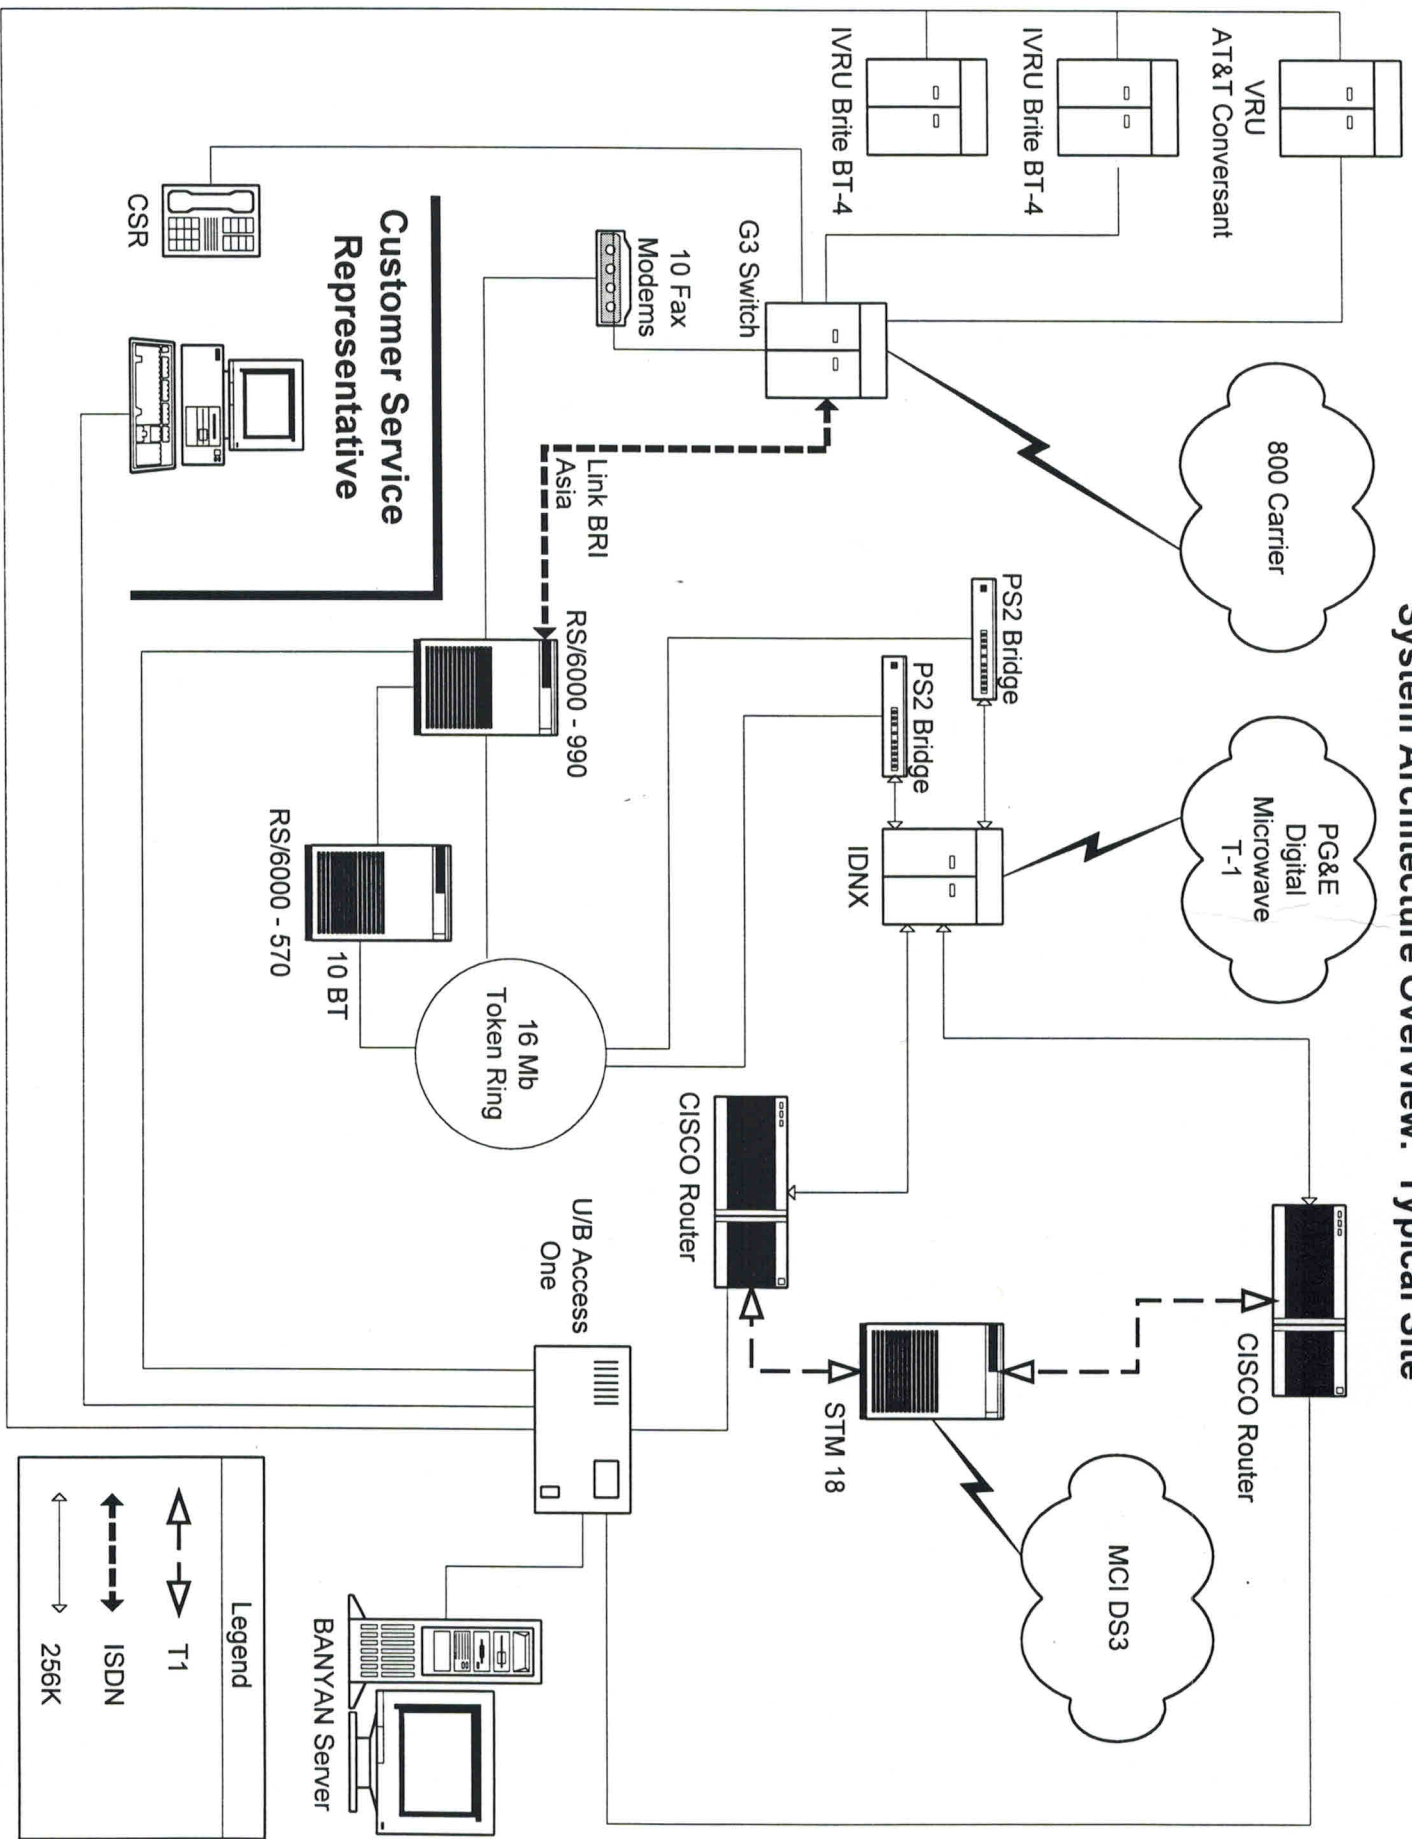 System Architecture Overview: Typical Site
VRU
AT&T Conversant
IVRU Brite BT-4
IVRU Brite BT-4
G3 Switch
10 Fax
Modems
CSR
Customer Service
Representative
800 Carrier
Link BRI
Asia
PS2 Bridge
PS2 Bridge
RS/6000 - 990
RS/6000 - 570
10 BT
16 Mb
Token Ring
PG&E
Digital
Microwave
T-1
IDNX
CISCO Router
CISCO Router
STM 18
MCI DS3
U/B Access
One
BANYAN Server
Legend
T1
ISDN
256K